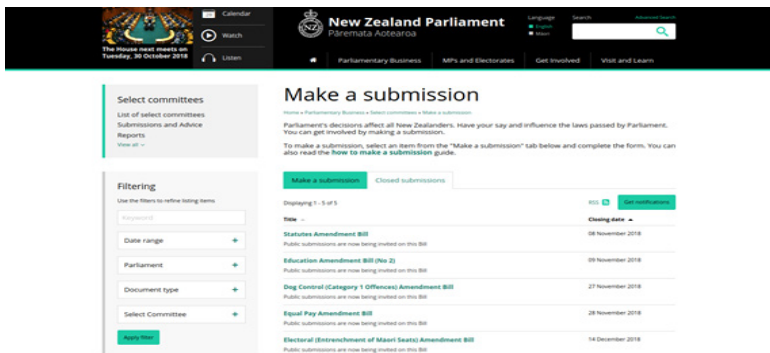 Calendar
Watch
Listen
The House next meets on
Tuesday, 30 October 2018
New Zealand Parliament
Pāremata Aotearoa
Language
English
Māori
Search
Advanced Search
Parliamentary Business
MPs and Electorates
Get Involved
Visit and Learn
Select committees
List of select committees
Submissions and Advice
Reports
View all
Filtering
Use the filters to refine listing items
Keyword
Date range +
Parliament +
Document type +
Select Committee +
Apply filter
Make a submission
Home » Parliamentary Business » Select committees » Make a submission
Parliament's decisions affect all New Zealanders. Have your say and influence the laws passed by Parliament.
You can get involved by making a submission.
To make a submission, select an item from the "Make a submission" tab below and complete the form. You can
also read the how to make a submission guide.
Make a submission
Closed submissions
Displaying 1 - 5 of 5
RSS
Get notifications
Title
Closing date
Statutes Amendment Bill
08 November 2018
Public submissions are now being invited on this Bill
Education Amendment Bill (No 2)
09 November 2018
Public submissions are now being invited on this Bill
Dog Control (Category 1 Offences) Amendment Bill
27 November 2018
Public submissions are now being invited on this Bill
Equal Pay Amendment Bill
28 November 2018
Public submissions are now being invited on this Bill
Electoral (Entrenchment of Māori Seats) Amendment Bill
14 December 2018
Public submissions are now being invited on this Bill